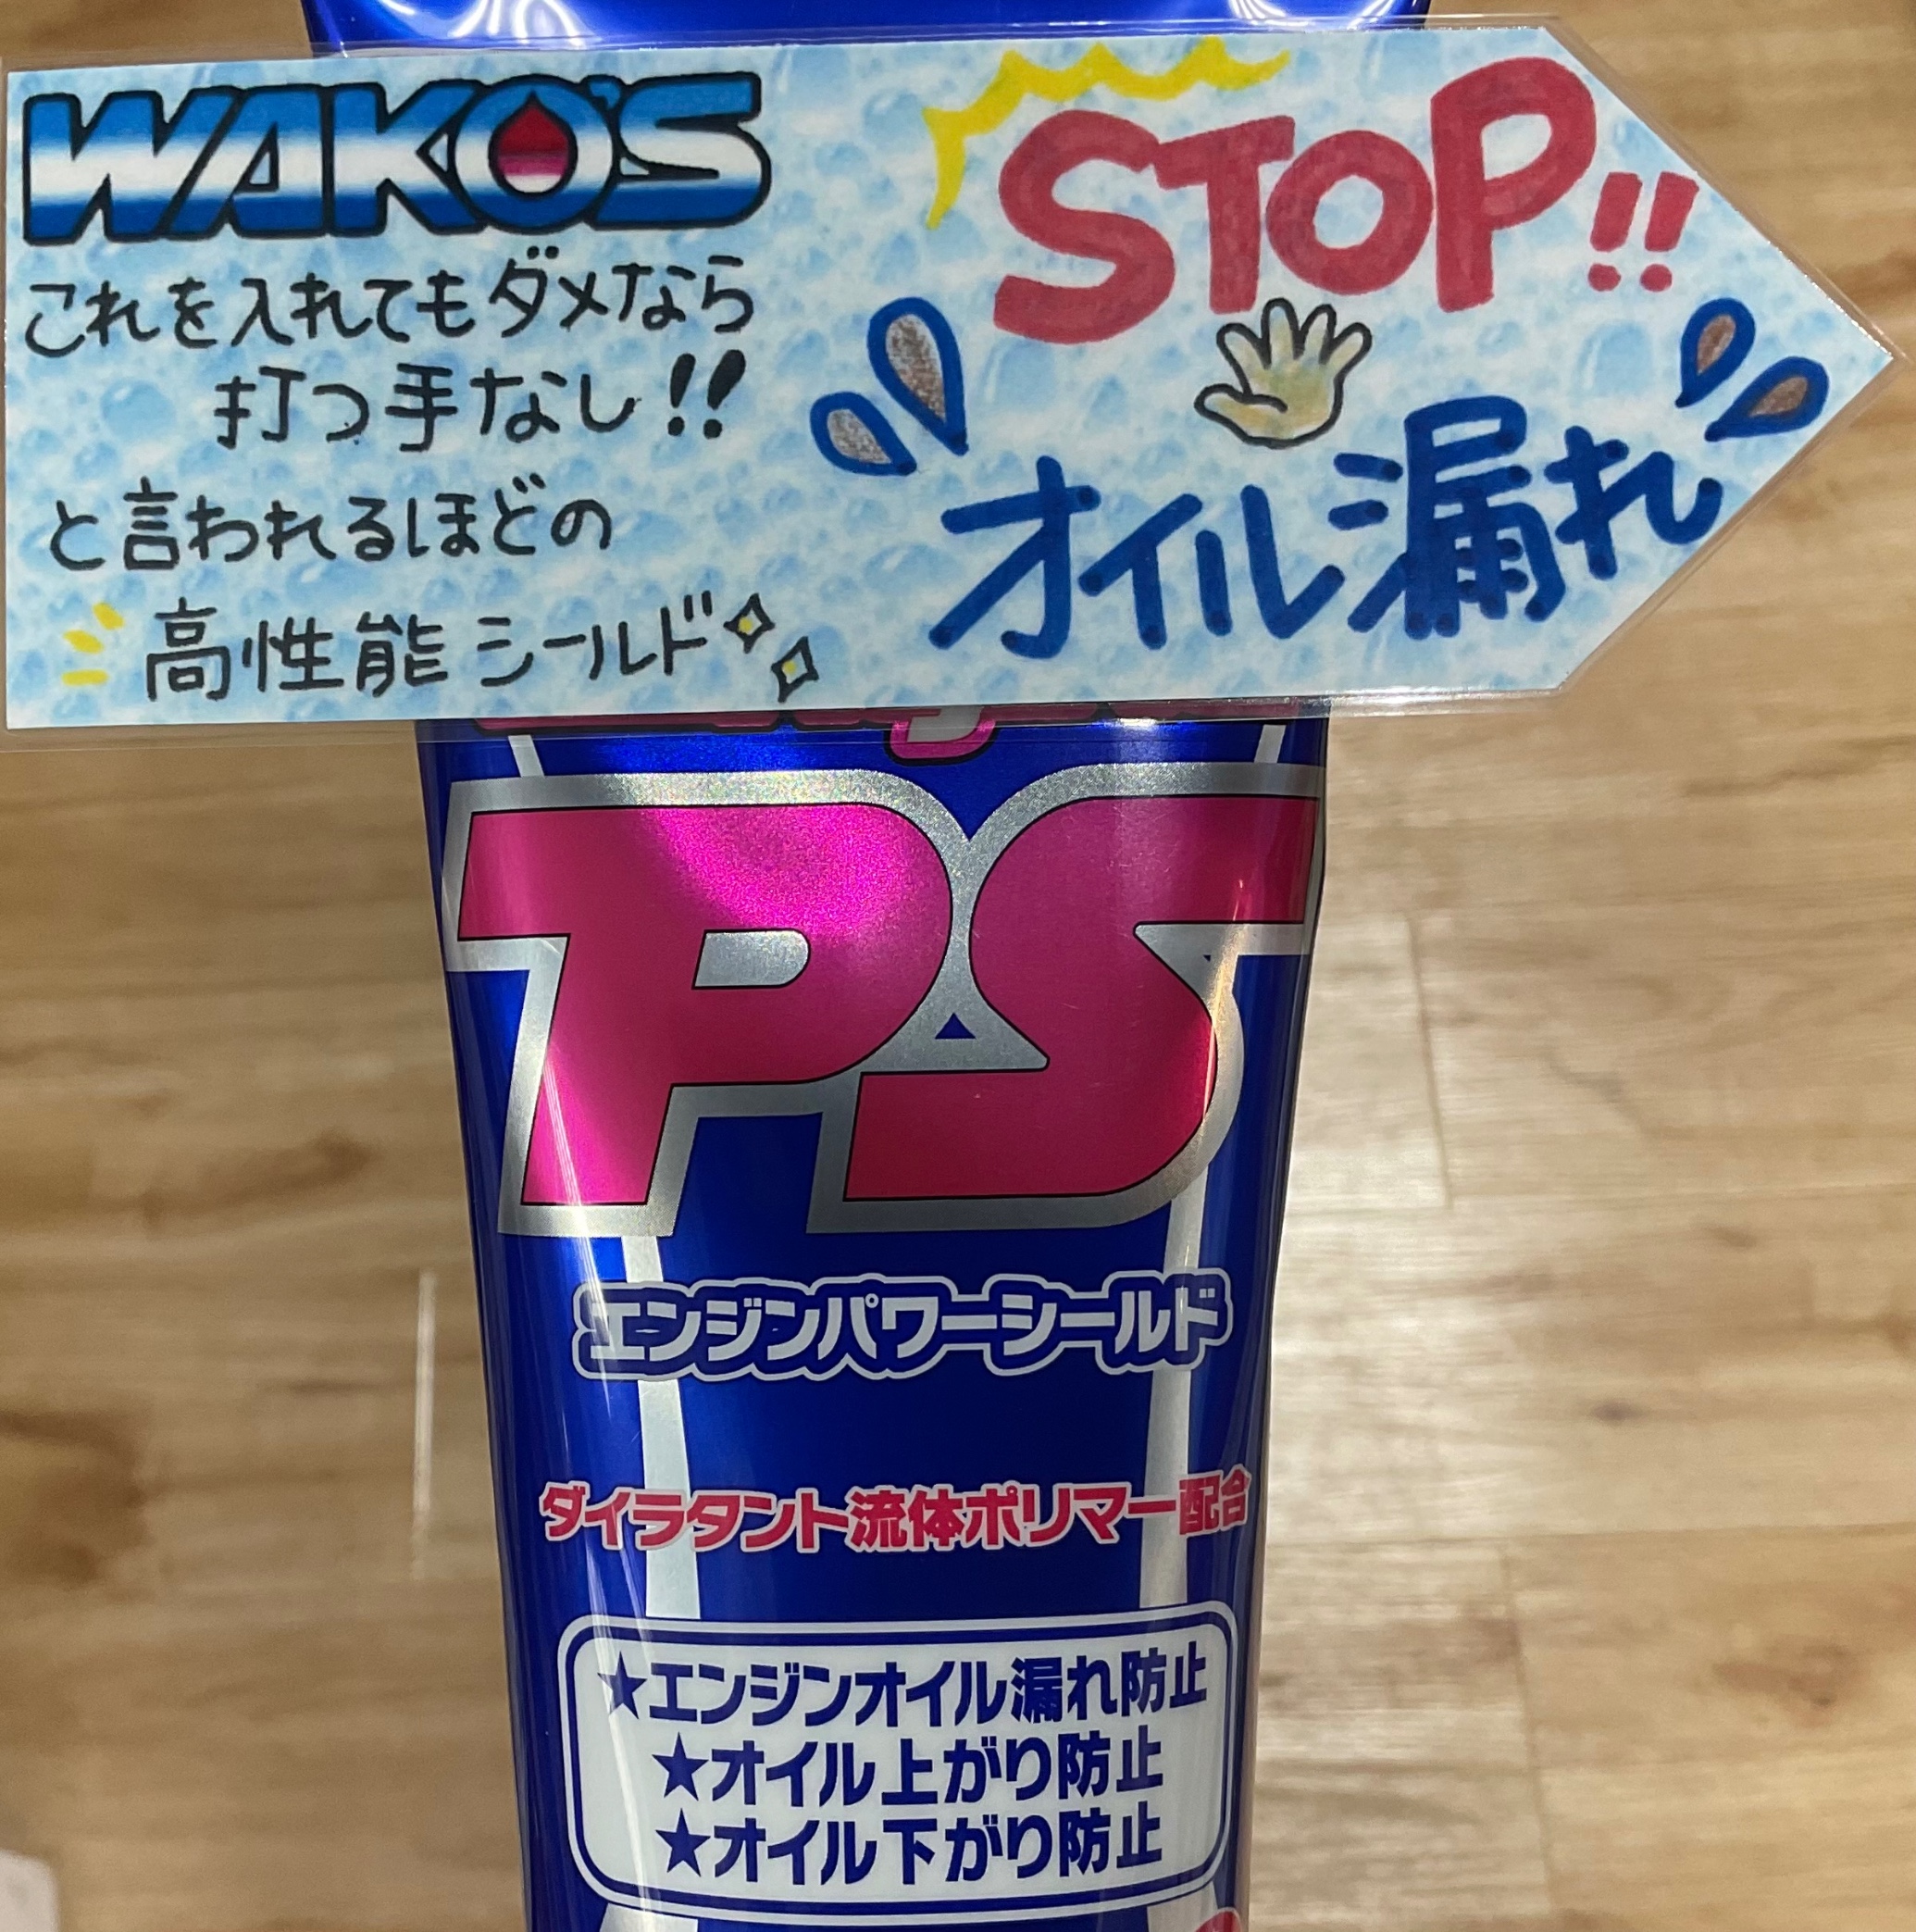 WAKO'S
これを入れてもダメなら
打つ手なし!!
と言われるほどの
高性能シールド
STOP!!
オイル漏れ
PS
エンジンパワーシールド
ダイラタント流体ポリマー配合
★エンジンオイル漏れ防止
★オイル上がり防止
★オイル下がり防止